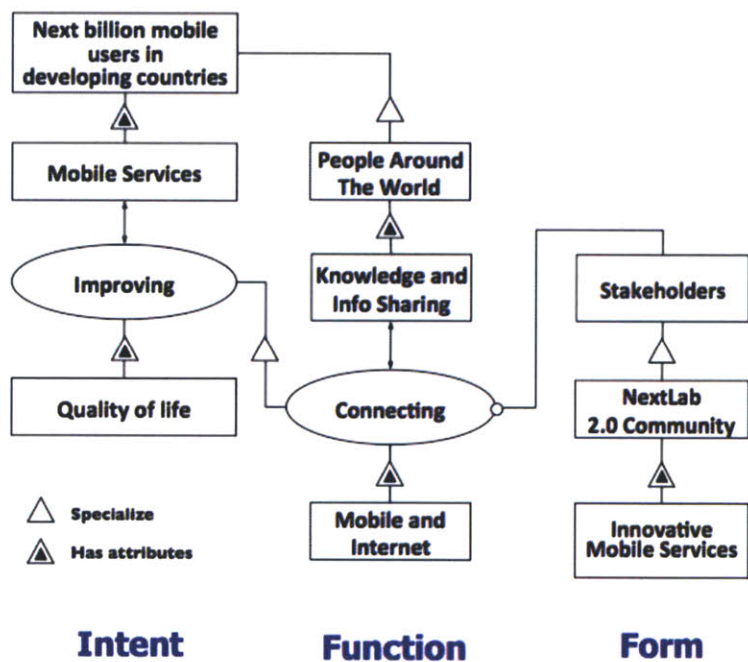 Next billion mobile
users in
developing countries
Mobile Services
Improving
Quality of life
People Around
The World
Knowledge and
Info Sharing
Connecting
Mobile and
Internet
Stakeholders
NextLab
2.0 Community
Innovative
Mobile Services
Specialize
Has attributes
Intent
Function
Form